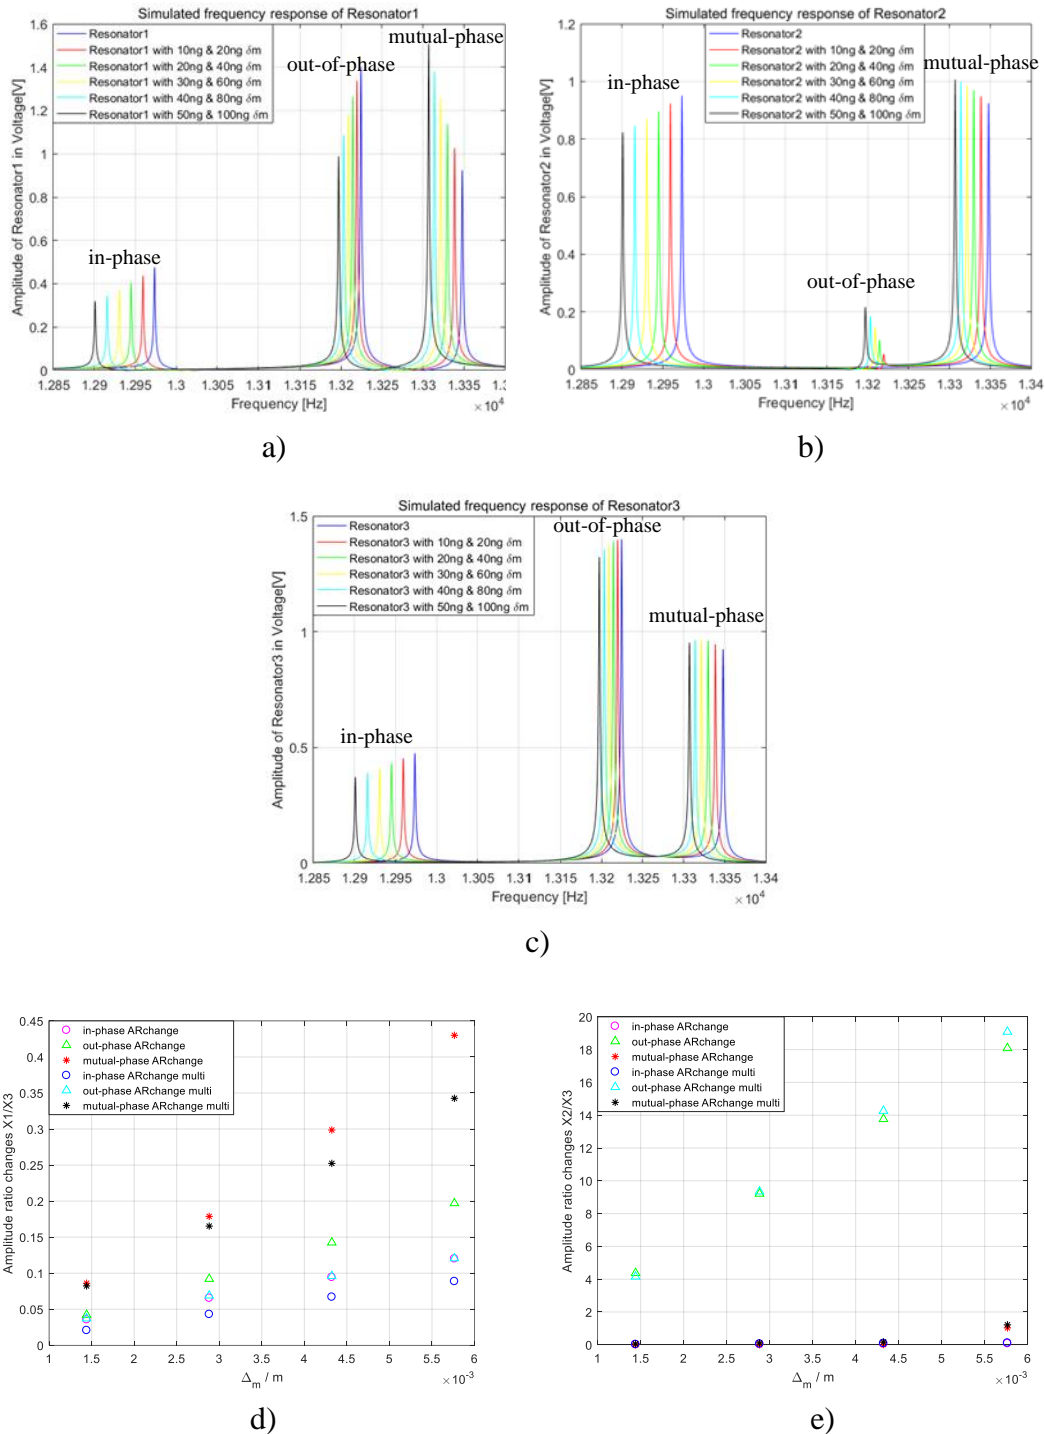 Simulated frequency response of Resonator1
Resonator1
Resonator1 with 10ng & 20ng δm
Resonator1 with 20ng & 40ng δm
Resonator1 with 30ng & 60ng δm
Resonator1 with 40ng & 80ng δm
Resonator1 with 50ng & 100ng δm
mutual-phase
out-of-phase
in-phase
Amplitude of Resonator1 in Voltage[V]
1.6
1.4
1.2
1
0.8
0.6
0.4
0.2
0
1.285 1.29 1.295 1.3 1.305 1.31 1.315 1.32 1.325 1.33 1.335 1.3
Frequency [Hz]
×10⁴
a)
Simulated frequency response of Resonator2
Resonator2
Resonator2 with 10ng & 20ng δm
Resonator2 with 20ng & 40ng δm
Resonator2 with 30ng & 60ng δm
Resonator2 with 40ng & 80ng δm
Resonator2 with 50ng & 100ng δm
mutual-phase
in-phase
out-of-phase
Amplitude of Resonator2 in Voltage[V]
1.2
1
0.8
0.6
0.4
0.2
0
1.285 1.29 1.295 1.3 1.305 1.31 1.315 1.32 1.325 1.33 1.335 1.34
Frequency [Hz]
×10⁴
b)
Simulated frequency response of Resonator3
Resonator3
Resonator3 with 10ng & 20ng δm
Resonator3 with 20ng & 40ng δm
Resonator3 with 30ng & 60ng δm
Resonator3 with 40ng & 80ng δm
Resonator3 with 50ng & 100ng δm
out-of-phase
mutual-phase
in-phase
Amplitude of Resonator3 in Voltage[V]
1.5
1
0.5
0
1.285 1.29 1.295 1.3 1.305 1.31 1.315 1.32 1.325 1.33 1.335 1.34
Frequency [Hz]
×10⁴
c)
in-phase ARchange
out-phase ARchange
mutual-phase ARchange
in-phase ARchange multi
out-phase ARchange multi
mutual-phase ARchange multi
Amplitude ratio changes X1/X3
0.45
0.4
0.35
0.3
0.25
0.2
0.15
0.1
0.05
0
1 1.5 2 2.5 3 3.5 4 4.5 5 5.5 6
Δm / m
×10⁻³
d)
in-phase ARchange
out-phase ARchange
mutual-phase ARchange
in-phase ARchange multi
out-phase ARchange multi
mutual-phase ARchange multi
Amplitude ratio changes X2/X3
20
18
16
14
12
10
8
6
4
2
0
1 1.5 2 2.5 3 3.5 4 4.5 5 5.5 6
Δm / m
×10⁻³
e)